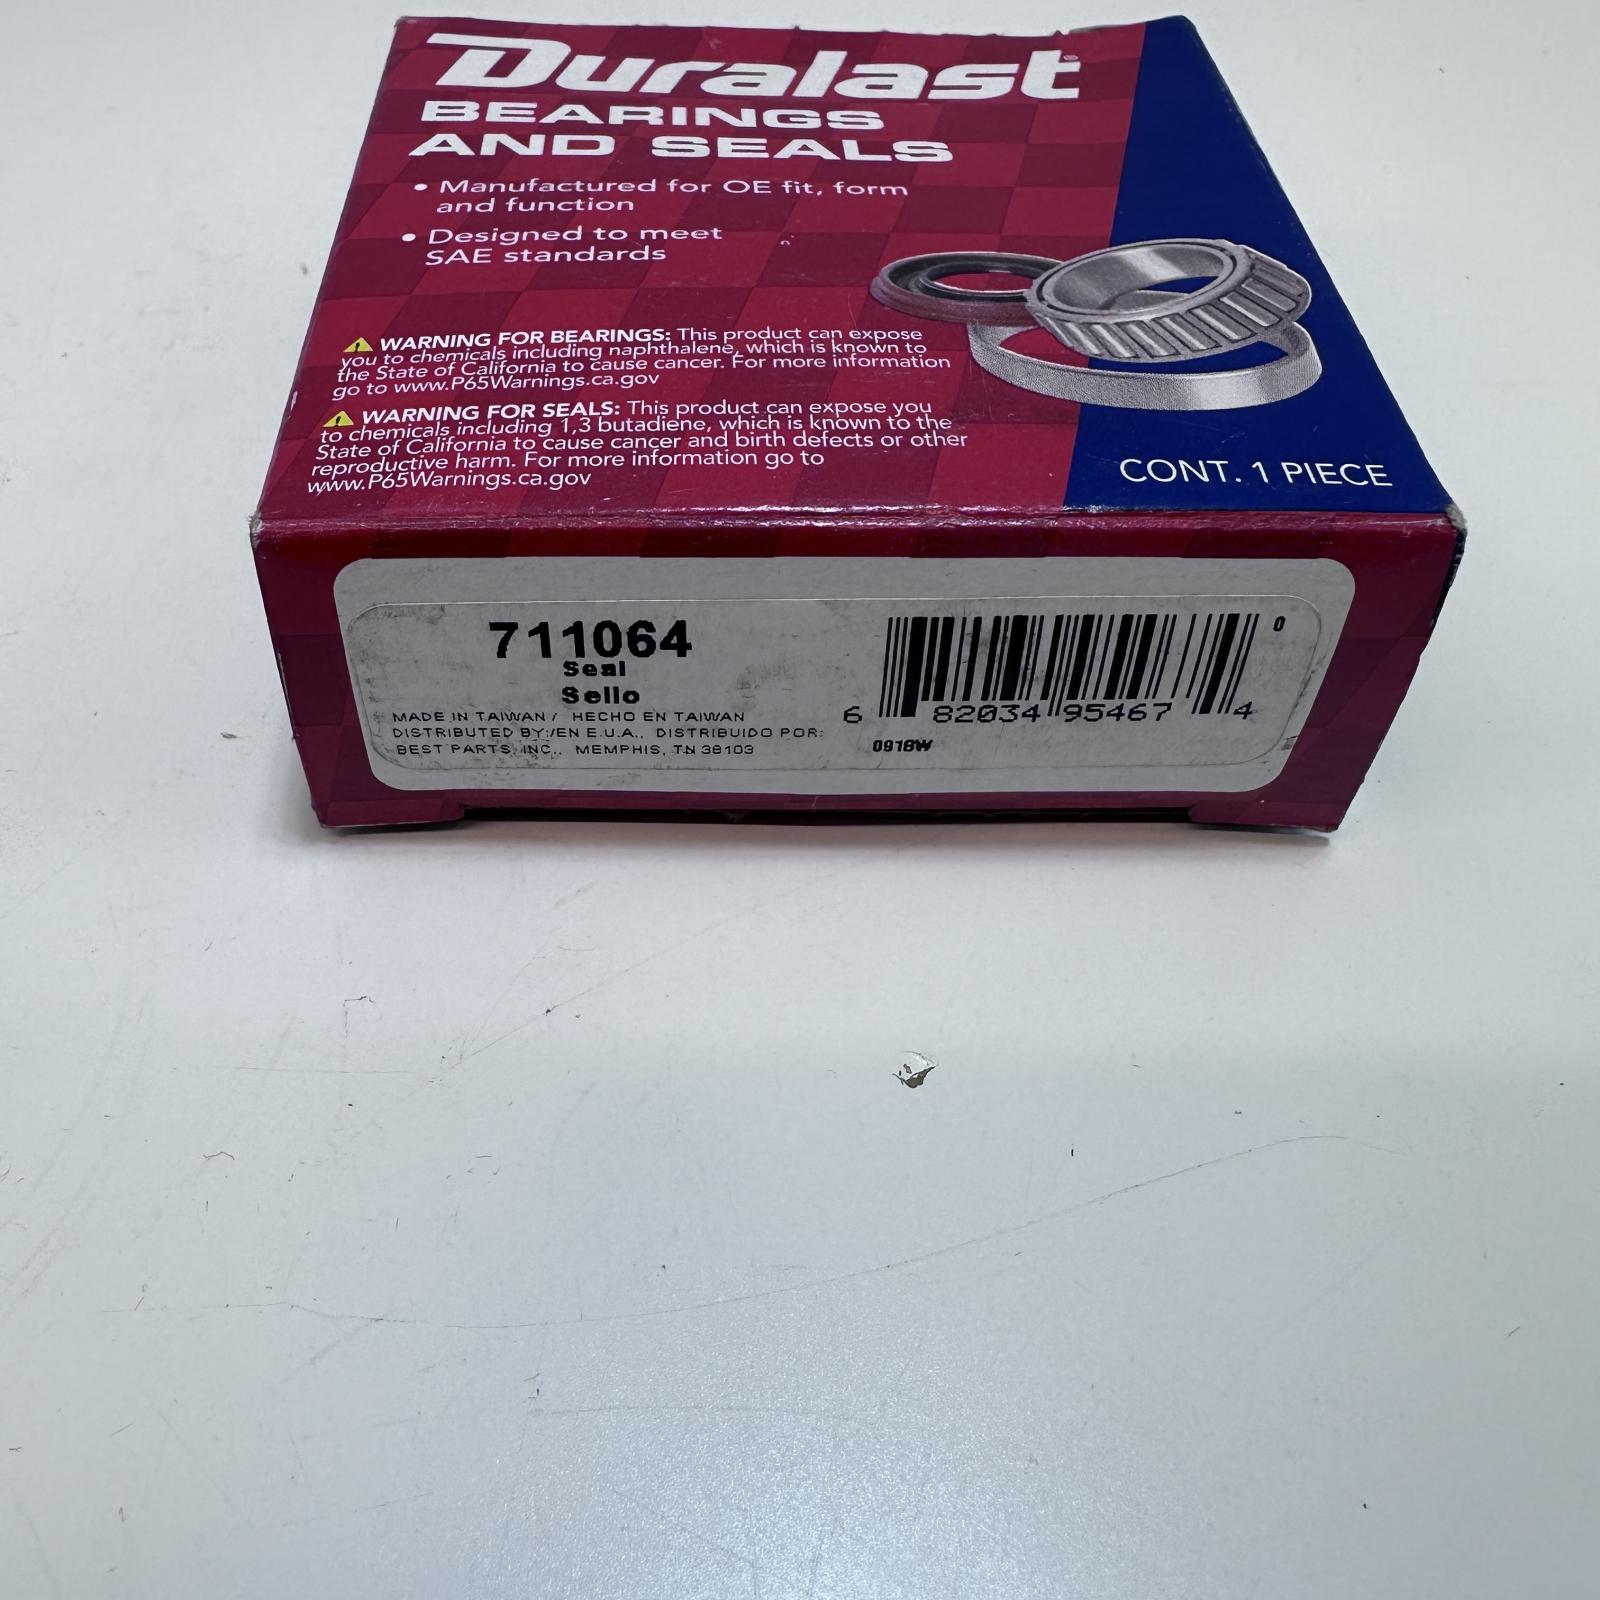 Duralast®
BEARINGS
AND SEALS
• Manufactured for OE fit, form
and function
• Designed to meet
SAE standards
WARNING FOR BEARINGS: This product can expose
you to chemicals including naphthalene, which is known to
the State of California to cause cancer. For more information
go to www.P65Warnings.ca.gov
WARNING FOR SEALS: This product can expose you
to chemicals including 1,3 butadiene, which is known to the
State of California to cause cancer and birth defects or other
reproductive harm. For more information go to
www.P65Warnings.ca.gov
CONT. 1 PIECE
711064
Seal
Sello
MADE IN TAIWAN / HECHO EN TAIWAN
DISTRIBUTED BY:/EN E.U.A., DISTRIBUIDO POR:
BEST PARTS, INC., MEMPHIS, TN 38103
0
6 82034 95467 4